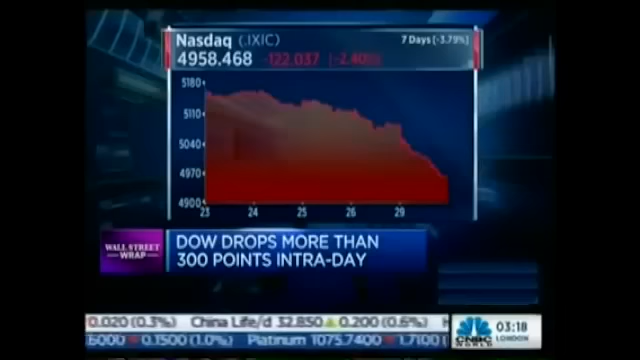 Nasdaq (.IXIC) 7 Days [-3.79%]
4958.468 -122.037 [-2.40%]
5180
5110
5040
4970
4900
23 24 25 26 29
WALL STREET
WRAP
DOW DROPS MORE THAN
300 POINTS INTRA-DAY
0.020 (0.3%) China Life/d 32.850 0.200 (0.6%)
6000 0.1500 (1.0%) Platinum 1075.7400 1.7100
CNBC
WORLD
03:18
LONDON